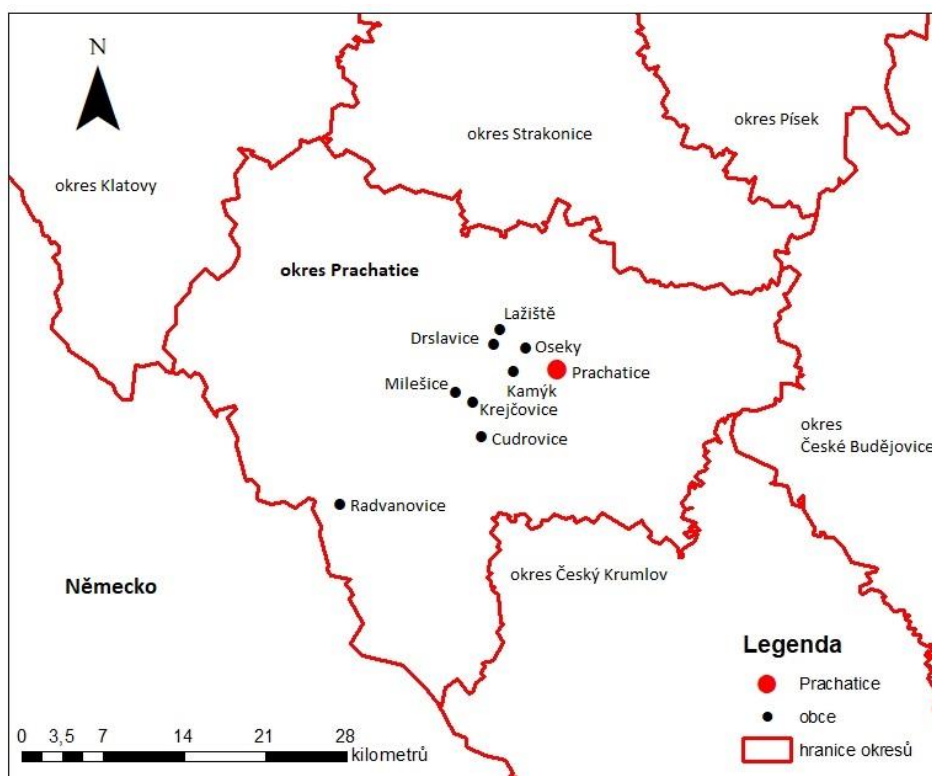 N
okres Strakonice
okres Písek
okres Klatovy
okres Prachatice
Lažiště
Drslavice
Oseky
Prachatice
Kamýk
Milešice
Krejčovice
Cudrovice
okres
České Budějovice
Radvanovice
okres Český Krumlov
Německo
Legenda
Prachatice
obce
hranice okresů
0 3,5 7 14 21 28
kilometrů